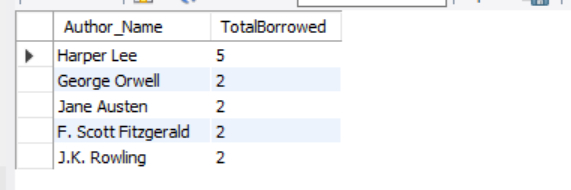 Author_Name TotalBorrowed
Harper Lee 5
George Orwell 2
Jane Austen 2
F. Scott Fitzgerald 2
J.K. Rowling 2